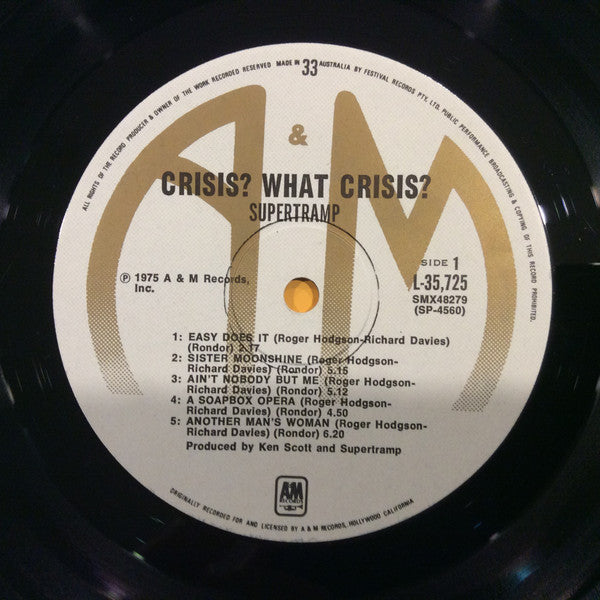 ALL RIGHTS OF THE RECORD PRODUCER & OWNER OF THE WORK RECORDED RESERVED MADE IN 33 AUSTRALIA BY FESTIVAL RECORDS PTY. LTD. PUBLIC PERFORMANCE BROADCASTING & COPYING OF THIS RECORD PROHIBITED.
A & M
CRISIS? WHAT CRISIS?
SUPERTRAMP
℗ 1975 A & M Records, Inc.
SIDE 1
L-35,725
SMX48279
(SP-4560)
1: EASY DOES IT (Roger Hodgson-Richard Davies)
(Rondor) 2.17
2: SISTER MOONSHINE (Roger Hodgson-
Richard Davies) (Rondor) 5.15
3: AIN'T NOBODY BUT ME (Roger Hodgson-
Richard Davies) (Rondor) 5.12
4: A SOAPBOX OPERA (Roger Hodgson-
Richard Davies) (Rondor) 4.50
5: ANOTHER MAN'S WOMAN (Roger Hodgson-
Richard Davies) (Rondor) 6.20
Produced by Ken Scott and Supertramp
A&M
RECORDS
ORIGINALLY RECORDED FOR AND LICENSED BY A & M RECORDS, HOLLYWOOD CALIFORNIA